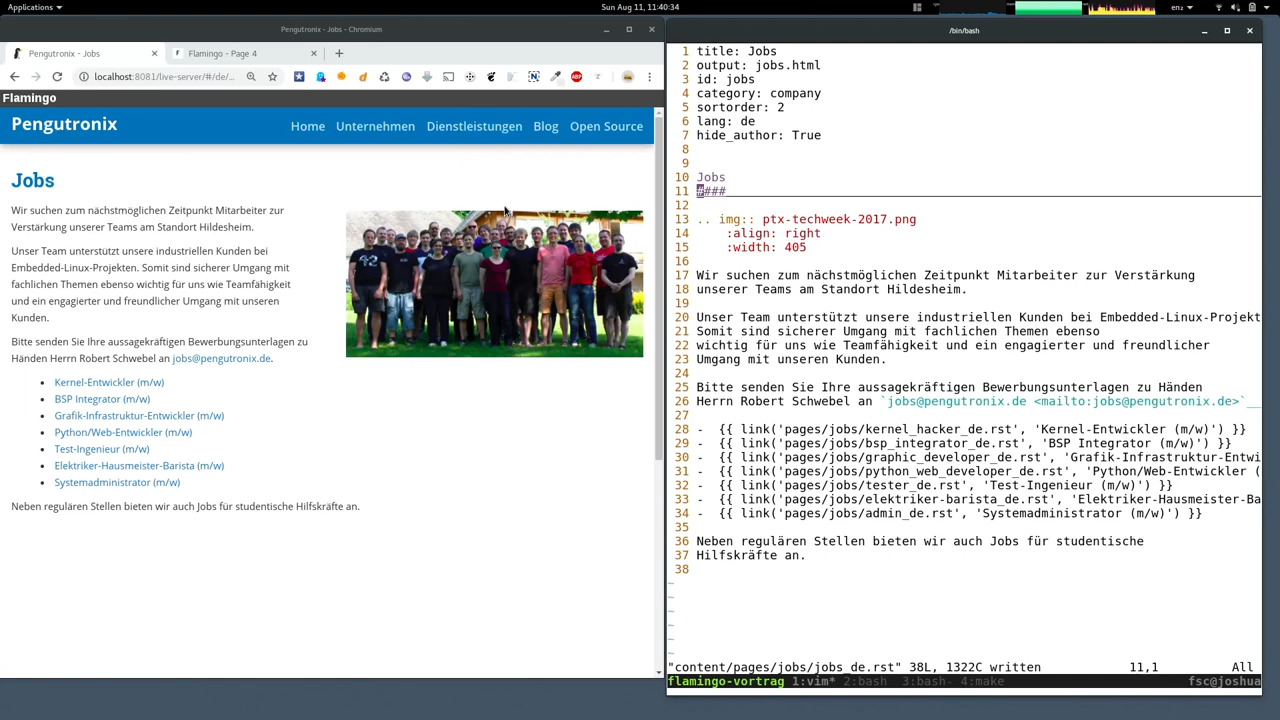 Applications
Sun Aug 11, 11:40:34
en₂
Pengutronix - Jobs - Chromium
Pengutronix - Jobs
Flamingo - Page 4
localhost:8081/live-server/#/de/
Flamingo
Pengutronix
Home Unternehmen Dienstleistungen Blog Open Source
Jobs
Wir suchen zum nächstmöglichen Zeitpunkt Mitarbeiter zur
Verstärkung unserer Teams am Standort Hildesheim.
Unser Team unterstützt unsere industriellen Kunden bei
Embedded-Linux-Projekten. Somit sind sicherer Umgang mit
fachlichen Themen ebenso wichtig für uns wie Teamfähigkeit
und ein engagierter und freundlicher Umgang mit unseren
Kunden.
Bitte senden Sie Ihre aussagekräftigen Bewerbungsunterlagen zu
Händen Herrn Robert Schwebel an jobs@pengutronix.de.
• Kernel-Entwickler (m/w)
• BSP Integrator (m/w)
• Grafik-Infrastruktur-Entwickler (m/w)
• Python/Web-Entwickler (m/w)
• Test-Ingenieur (m/w)
• Elektriker-Hausmeister-Barista (m/w)
• Systemadministrator (m/w)
Neben regulären Stellen bieten wir auch Jobs für studentische Hilfskräfte an.
/bin/bash
1 title: Jobs
2 output: jobs.html
3 id: jobs
4 category: company
5 sortorder: 2
6 lang: de
7 hide_author: True
8
9
10 Jobs
11 ####
12
13 .. img:: ptx-techweek-2017.png
14     :align: right
15     :width: 405
16
17 Wir suchen zum nächstmöglichen Zeitpunkt Mitarbeiter zur Verstärkung
18 unserer Teams am Standort Hildesheim.
19
20 Unser Team unterstützt unsere industriellen Kunden bei Embedded-Linux-Projekt
21 Somit sind sicherer Umgang mit fachlichen Themen ebenso
22 wichtig für uns wie Teamfähigkeit und ein engagierter und freundlicher
23 Umgang mit unseren Kunden.
24
25 Bitte senden Sie Ihre aussagekräftigen Bewerbungsunterlagen zu Händen
26 Herrn Robert Schwebel an `jobs@pengutronix.de <mailto:jobs@pengutronix.de>`__
27
28 -  {{ link('pages/jobs/kernel_hacker_de.rst', 'Kernel-Entwickler (m/w)') }}
29 -  {{ link('pages/jobs/bsp_integrator_de.rst', 'BSP Integrator (m/w)') }}
30 -  {{ link('pages/jobs/graphic_developer_de.rst', 'Grafik-Infrastruktur-Entwi
31 -  {{ link('pages/jobs/python_web_developer_de.rst', 'Python/Web-Entwickler (
32 -  {{ link('pages/jobs/tester_de.rst', 'Test-Ingenieur (m/w)') }}
33 -  {{ link('pages/jobs/elektriker-barista_de.rst', 'Elektriker-Hausmeister-Ba
34 -  {{ link('pages/jobs/admin_de.rst', 'Systemadministrator (m/w)') }}
35
36 Neben regulären Stellen bieten wir auch Jobs für studentische
37 Hilfskräfte an.
38
~
~
~
~
~
~
"content/pages/jobs/jobs_de.rst" 38L, 1322C written 11,1 All
flamingo-vortrag 1:vim* 2:bash 3:bash- 4:make fsc@joshua